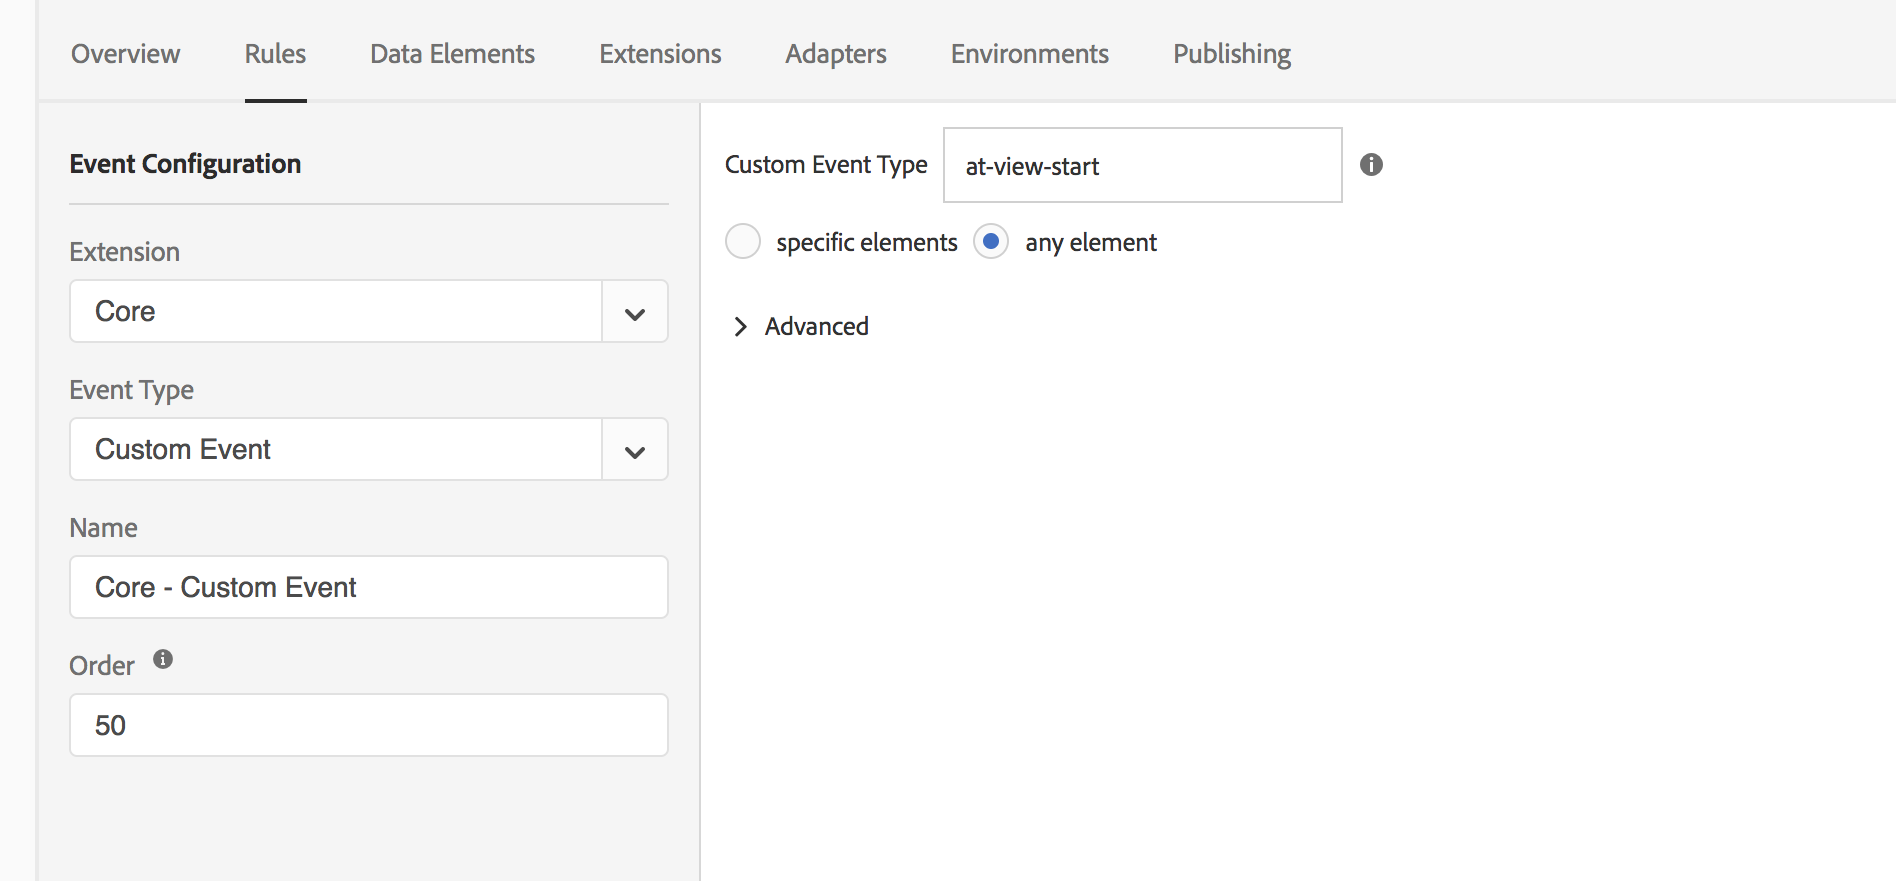 Overview Rules Data Elements Extensions Adapters Environments Publishing
Event Configuration
Extension
Core
Event Type
Custom Event
Name
Core - Custom Event
Order
50
Custom Event Type at-view-start
specific elements any element
Advanced